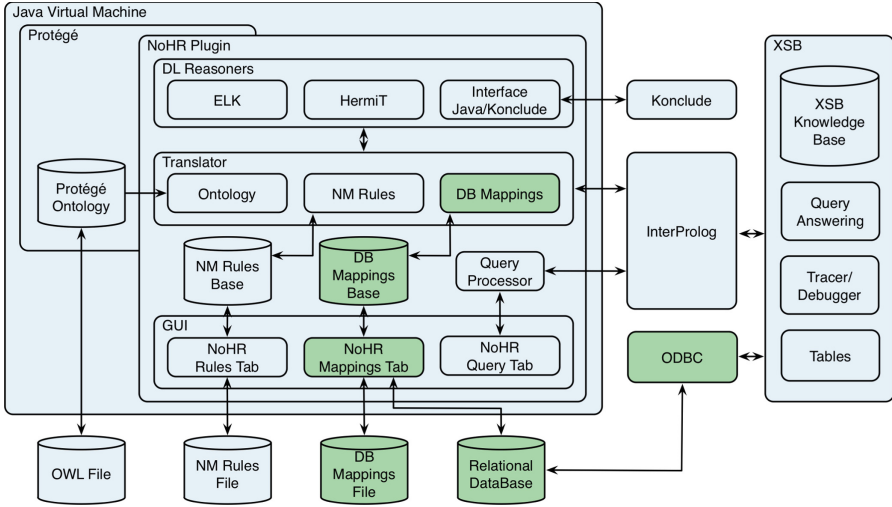 Java Virtual Machine
Protégé
NoHR Plugin
DL Reasoners
ELK
HermiT
Interface
Java/Konclude
Konclude
XSB
XSB
Knowledge
Base
Translator
Protégé
Ontology
Ontology
NM Rules
DB Mappings
InterProlog
Query
Answering
NM Rules
Base
DB
Mappings
Base
Query
Processor
Tracer/
Debugger
GUI
NoHR
Rules Tab
NoHR
Mappings Tab
NoHR
Query Tab
ODBC
Tables
OWL File
NM Rules
File
DB
Mappings
File
Relational
DataBase